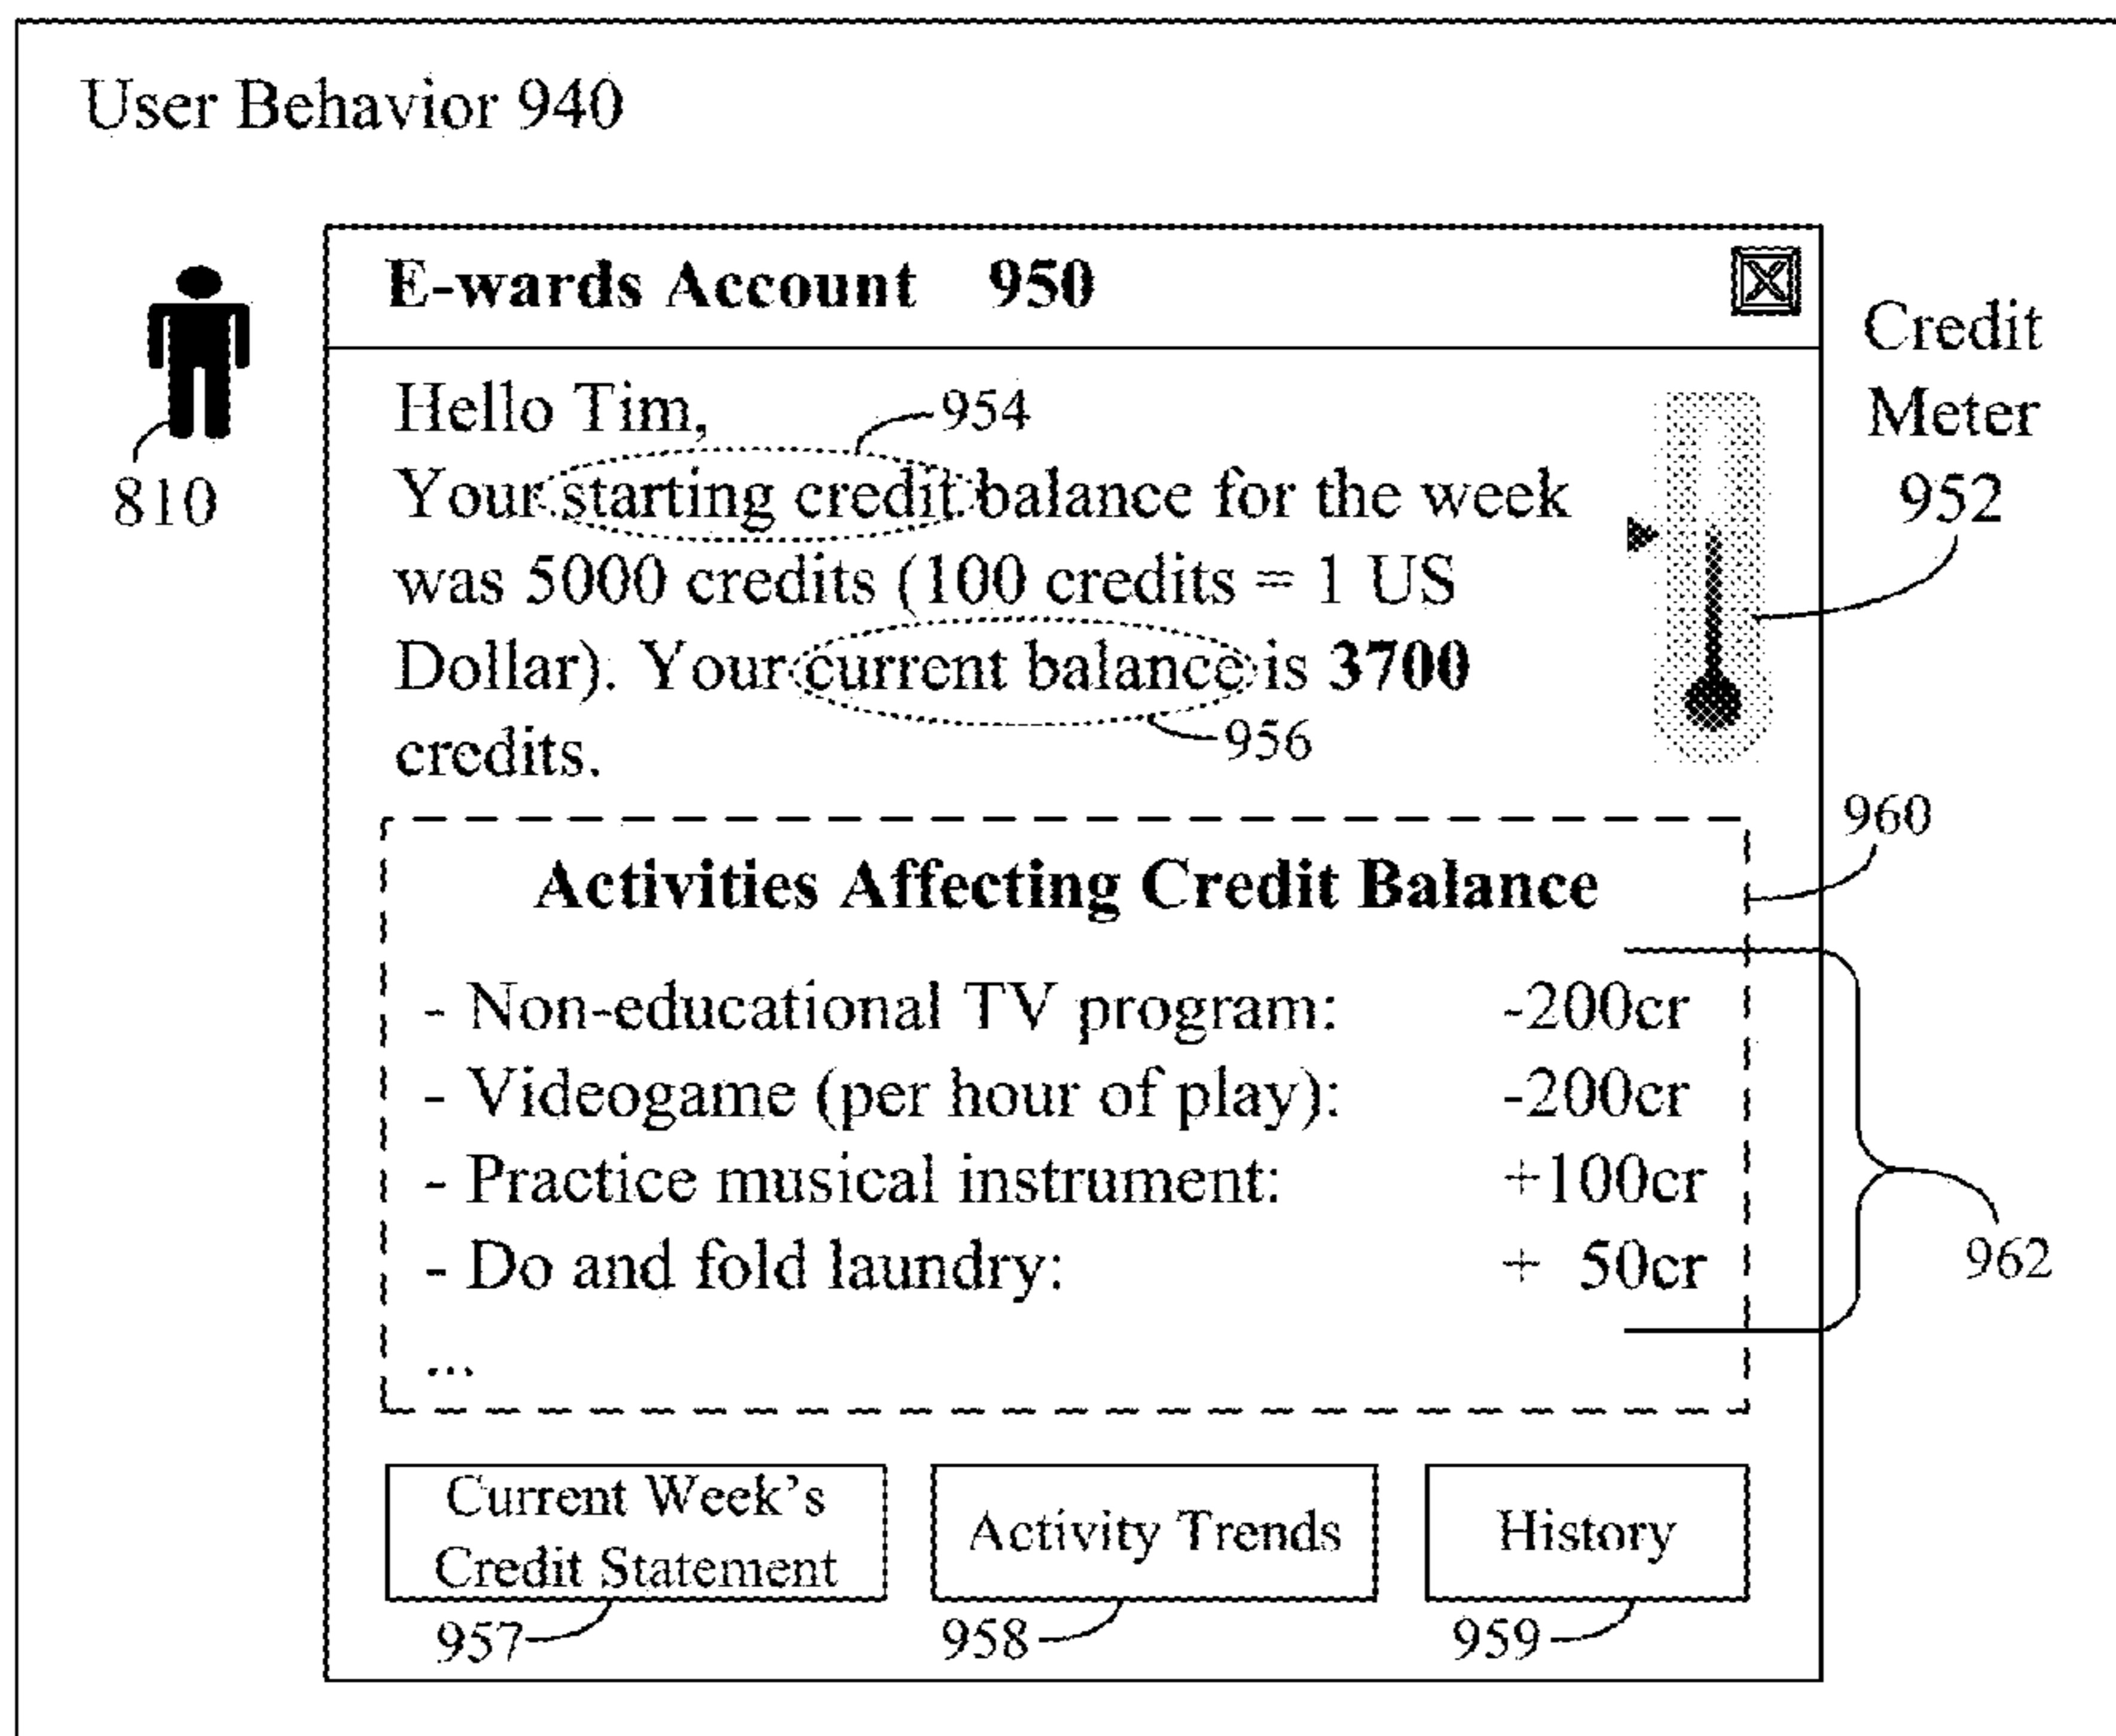 User Behavior 940
E-wards Account 950
Credit
Meter
952
810
Hello Tim,
954
Your starting credit balance for the week
was 5000 credits (100 credits = 1 US
Dollar). Your current balance is 3700
credits.
956
960
Activities Affecting Credit Balance
- Non-educational TV program: -200cr
- Videogame (per hour of play): -200cr
- Practice musical instrument: +100cr
- Do and fold laundry: + 50cr
...
962
Current Week's
Credit Statement
Activity Trends
History
957
958
959